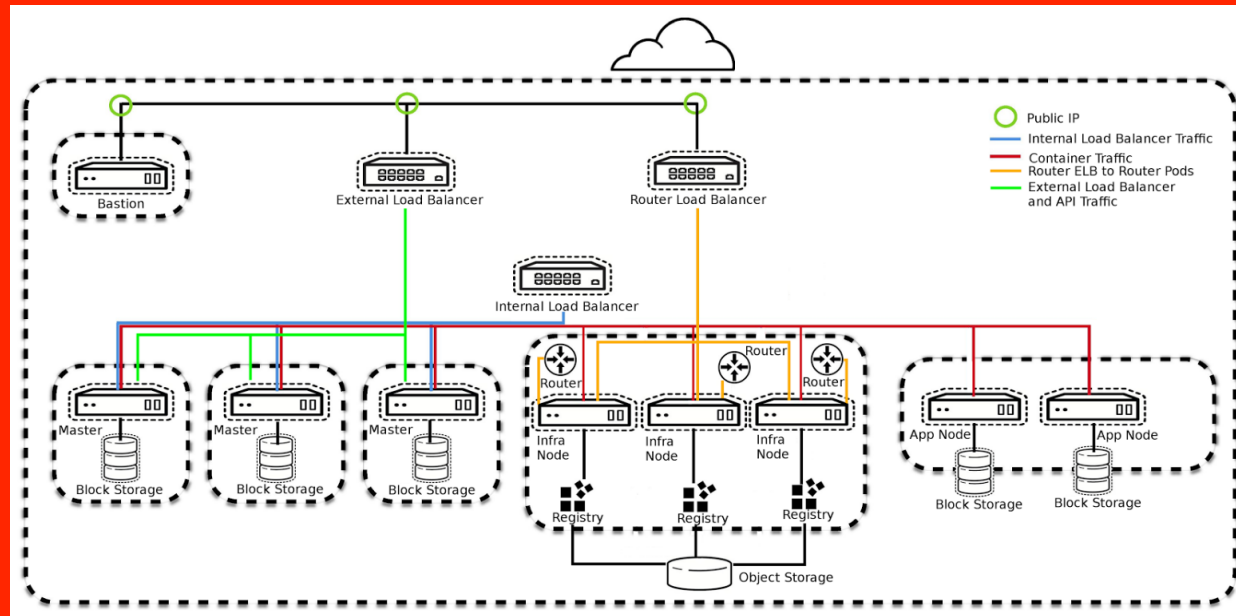 Public IP
Internal Load Balancer Traffic
Container Traffic
Router ELB to Router Pods
External Load Balancer
and API Traffic
Bastion
External Load Balancer
Router Load Balancer
Internal Load Balancer
Router
Router
Router
Master
Master
Master
Block Storage
Block Storage
Block Storage
Infra
Node
Infra
Node
Infra
Node
App Node
App Node
Block Storage
Block Storage
Registry
Registry
Registry
Object Storage